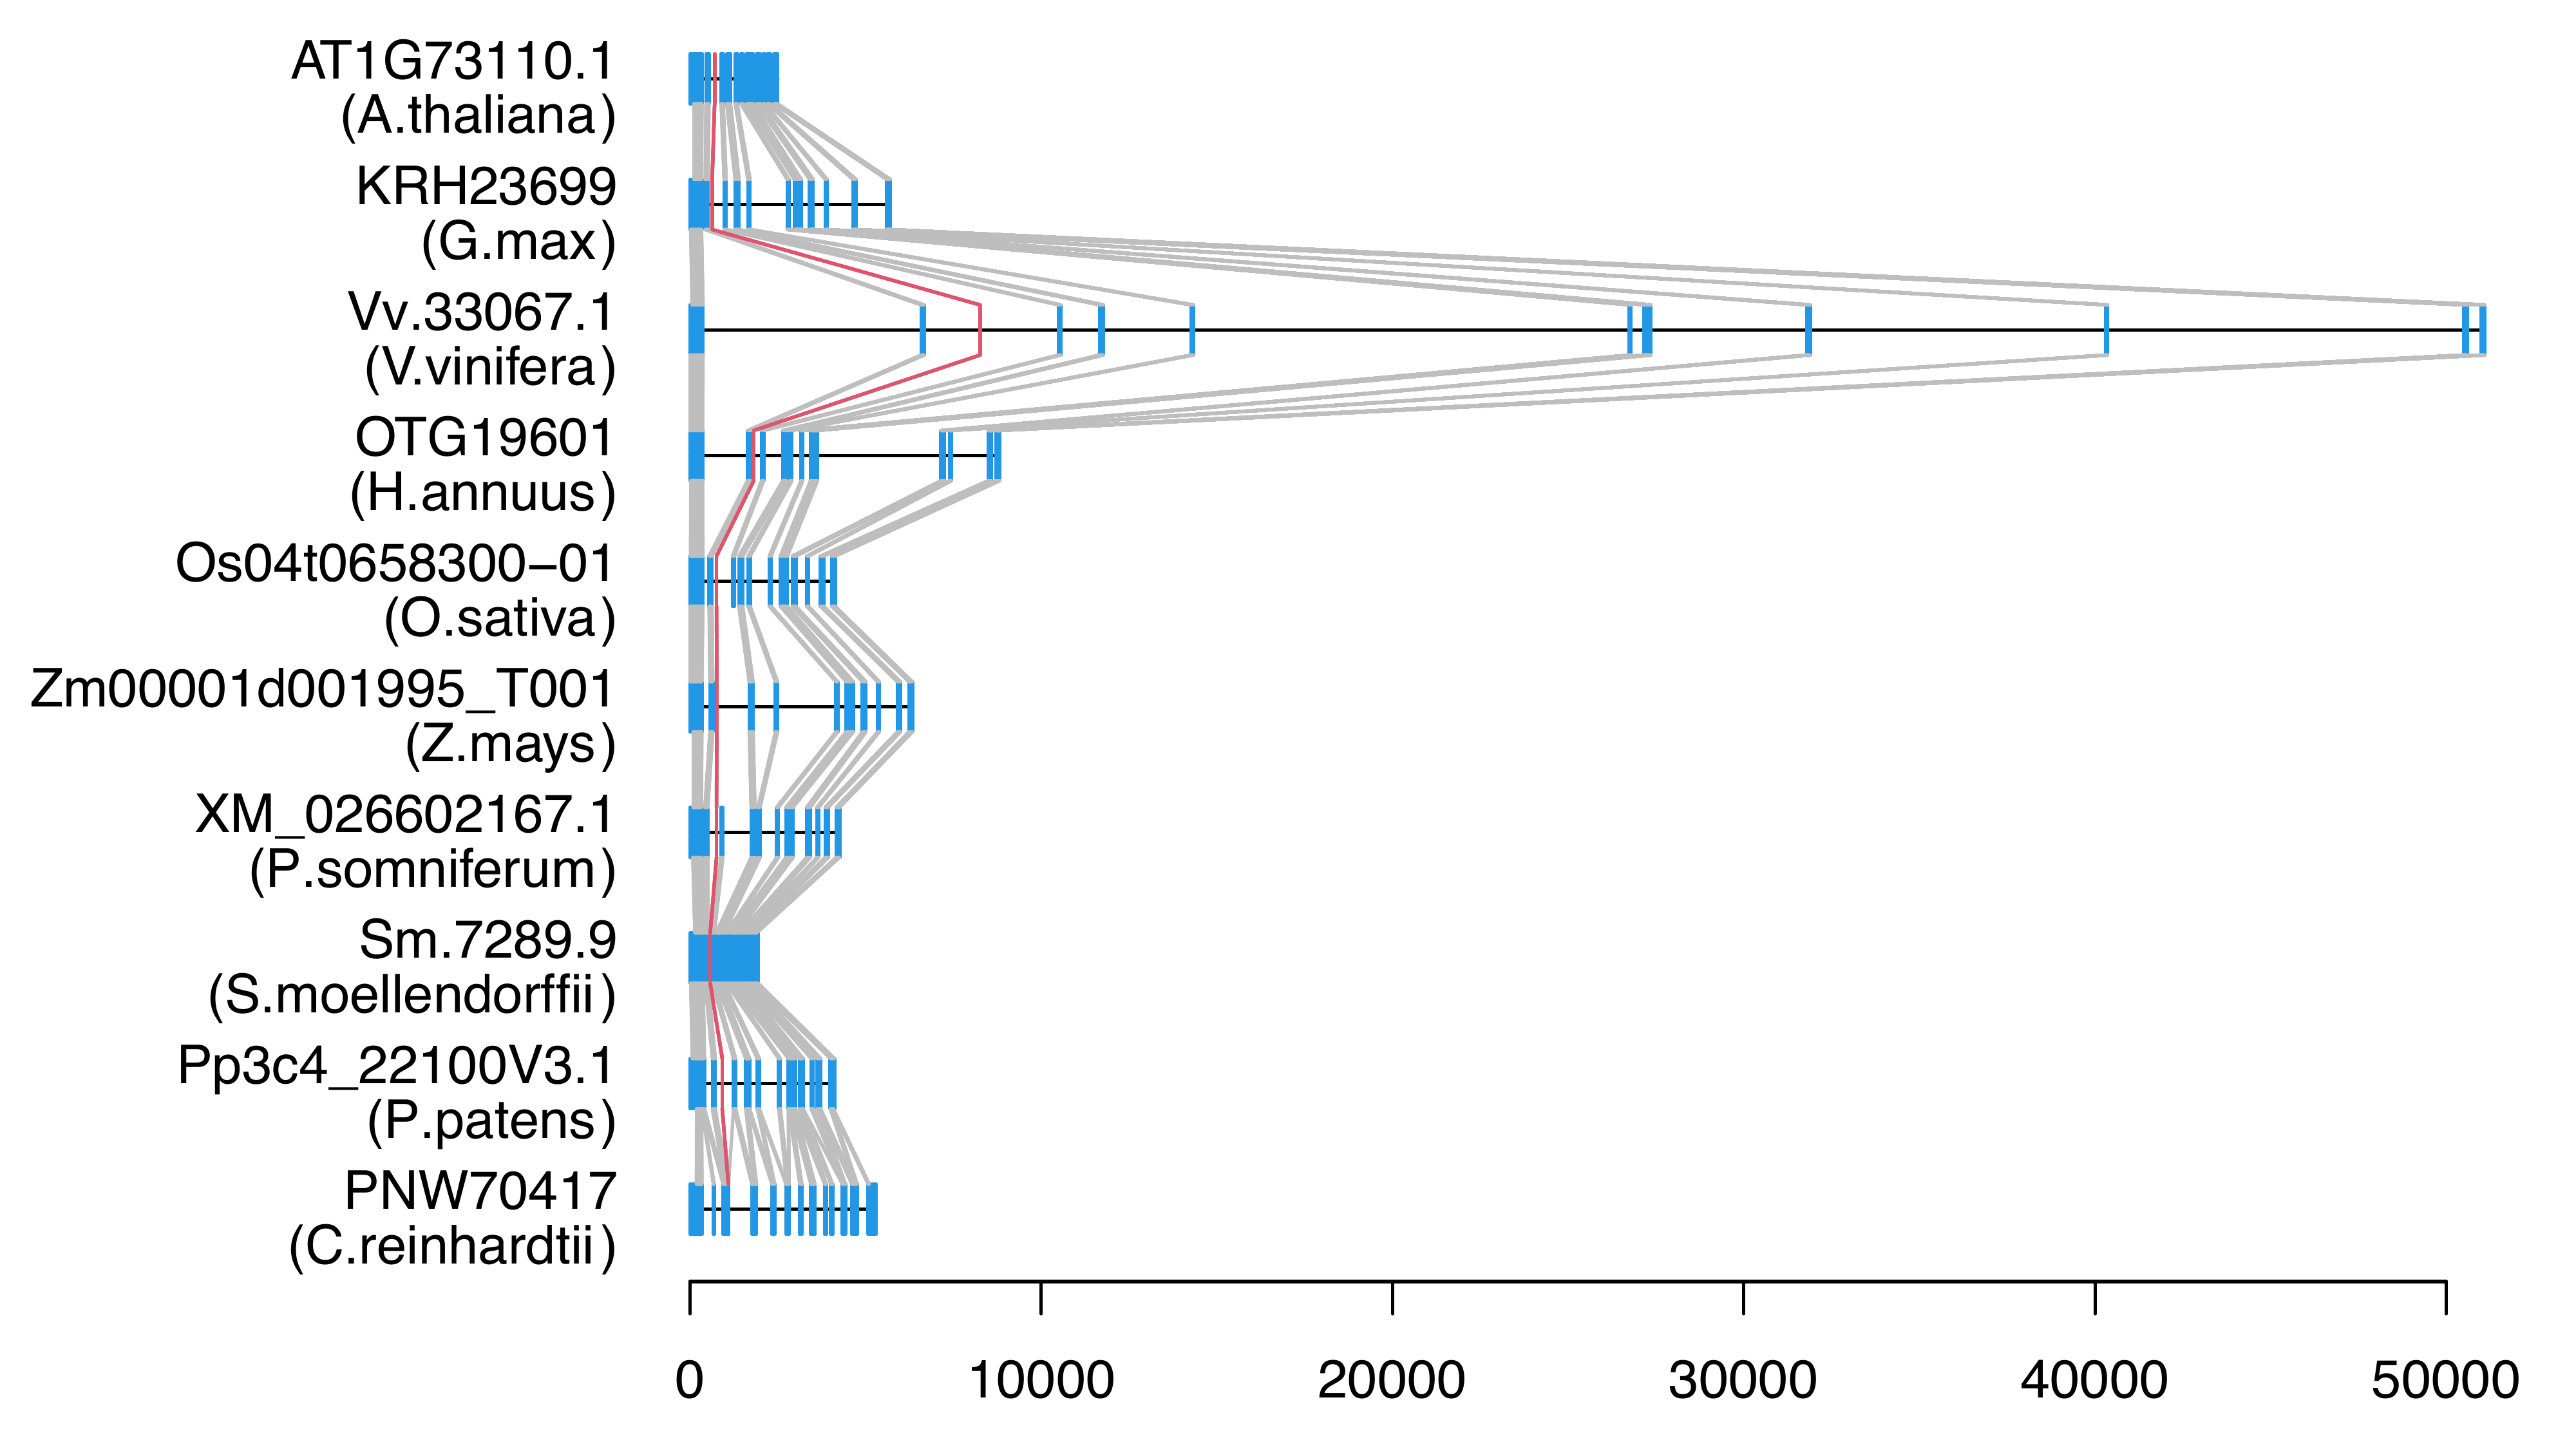 AT1G73110.1
(A.thaliana)
KRH23699
(G.max)
Vv.33067.1
(V.vinifera)
OTG19601
(H.annuus)
Os04t0658300−01
(O.sativa)
Zm00001d001995_T001
(Z.mays)
XM_026602167.1
(P.somniferum)
Sm.7289.9
(S.moellendorffii)
Pp3c4_22100V3.1
(P.patens)
PNW70417
(C.reinhardtii)
0 10000 20000 30000 40000 50000